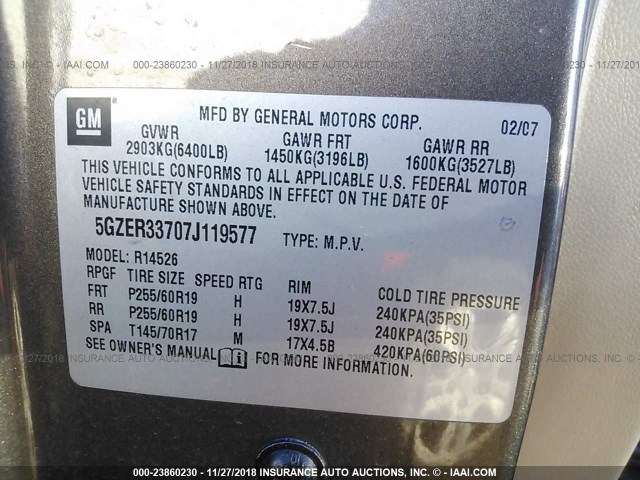 000-23860230 - 11/27/2018 INSURANCE AUTO AUCTIONS, INC. - © IAAI.COM
GM
MFD BY GENERAL MOTORS CORP. 02/07
GVWR GAWR FRT GAWR RR
2903KG(6400LB) 1450KG(3196LB) 1600KG(3527LB)
THIS VEHICLE CONFORMS TO ALL APPLICABLE U.S. FEDERAL MOTOR
VEHICLE SAFETY STANDARDS IN EFFECT ON THE DATE OF
MANUFACTURE SHOWN ABOVE.
5GZER33707J119577 TYPE: M.P.V.
MODEL: R14526
RPGF TIRE SIZE SPEED RTG RIM COLD TIRE PRESSURE
FRT P255/60R19 H 19X7.5J 240KPA(35PSI)
RR P255/60R19 H 19X7.5J 240KPA(35PSI)
SPA T145/70R17 M 17X4.5B 420KPA(60PSI)
SEE OWNER'S MANUAL i FOR MORE INFORMATION.
000-23860230 - 11/27/2018 INSURANCE AUTO AUCTIONS, INC. - © IAAI.COM